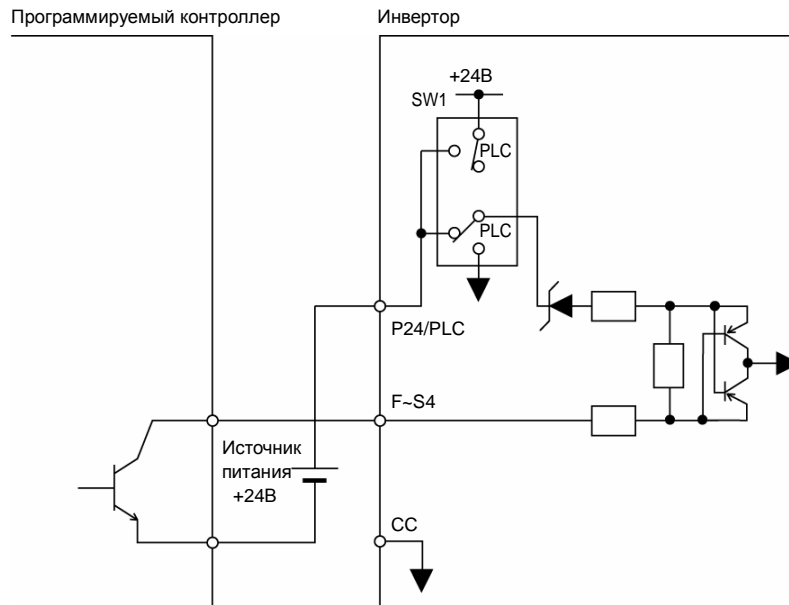 Программируемый контроллер
Инвертор
+24В
SW1
PLC
PLC
P24/PLC
F~S4
Источник
питания
+24В
CC